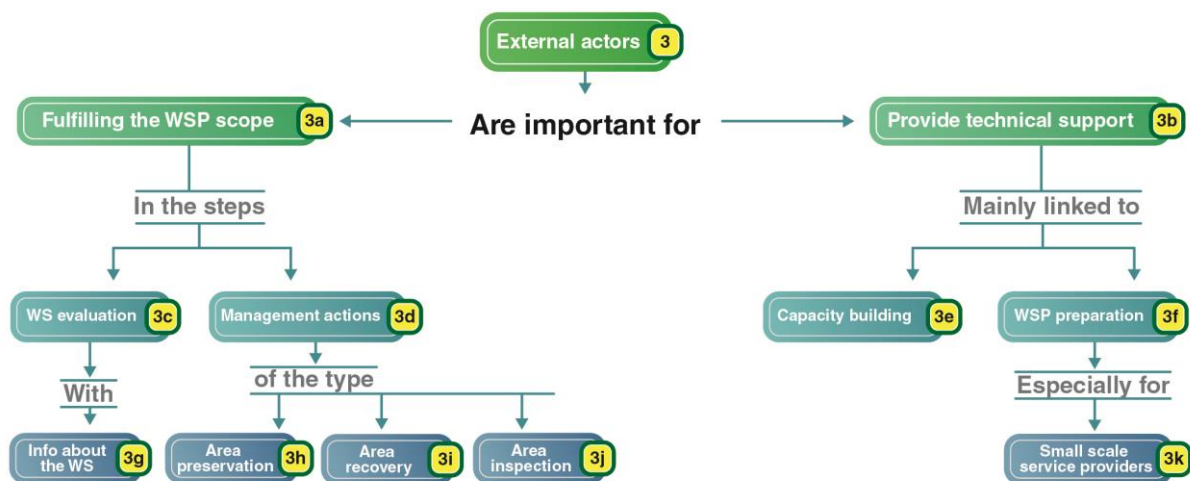 External actors 3
Fulfilling the WSP scope 3a
Are important for
Provide technical support 3b
In the steps
Mainly linked to
WS evaluation 3c
Management actions 3d
Capacity building 3e
WSP preparation 3f
With
of the type
Especially for
Info about
the WS 3g
Area
preservation 3h
Area
recovery 3i
Area
inspection 3j
Small scale
service providers 3k